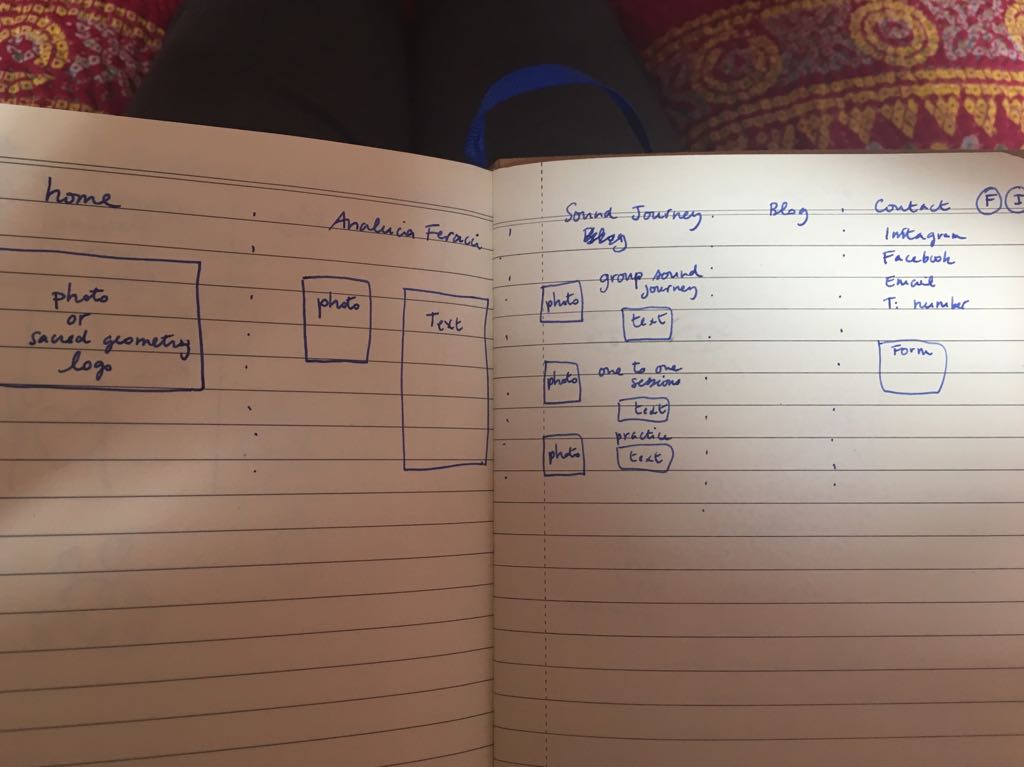 home
photo
or
sacred geometry
logo
Analucia
photo
Text
Sound Journey
Blog
group sound
journey
photo
text
photo
one to one
sessions
text
practice
photo
text
Blog
Contact
F
I
Instagram
Facebook
Email
T: number
Form